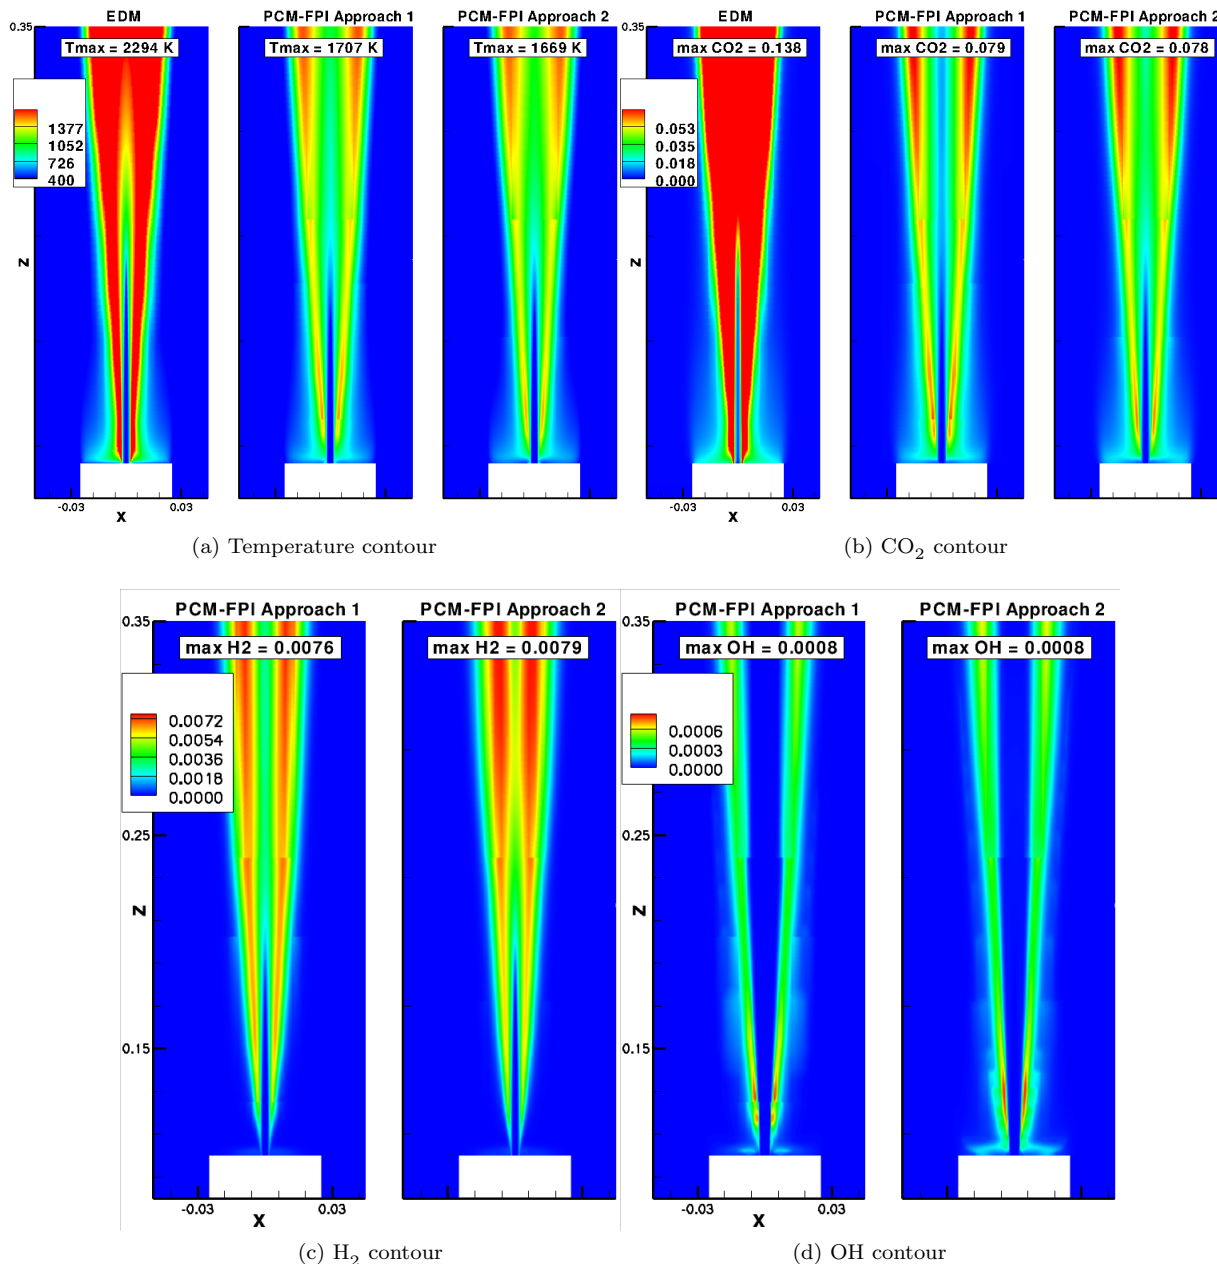 EDM
PCM-FPI Approach 1
PCM-FPI Approach 2
EDM
PCM-FPI Approach 1
PCM-FPI Approach 2
0.35
Tmax = 2294 K
Tmax = 1707 K
Tmax = 1669 K
0.35
max CO2 = 0.138
max CO2 = 0.079
max CO2 = 0.078
1377
1052
726
400
0.053
0.035
0.018
0.000
Z
Z
-0.03
0.03
X
-0.03
0.03
X
(a) Temperature contour
(b) CO2 contour
PCM-FPI Approach 1
PCM-FPI Approach 2
PCM-FPI Approach 1
PCM-FPI Approach 2
0.35
max H2 = 0.0076
max H2 = 0.0079
0.35
max OH = 0.0008
max OH = 0.0008
0.0072
0.0054
0.0036
0.0018
0.0000
0.0006
0.0003
0.0000
0.25
0.25
Z
Z
0.15
0.15
-0.03
0.03
X
-0.03
0.03
X
(c) H2 contour
(d) OH contour